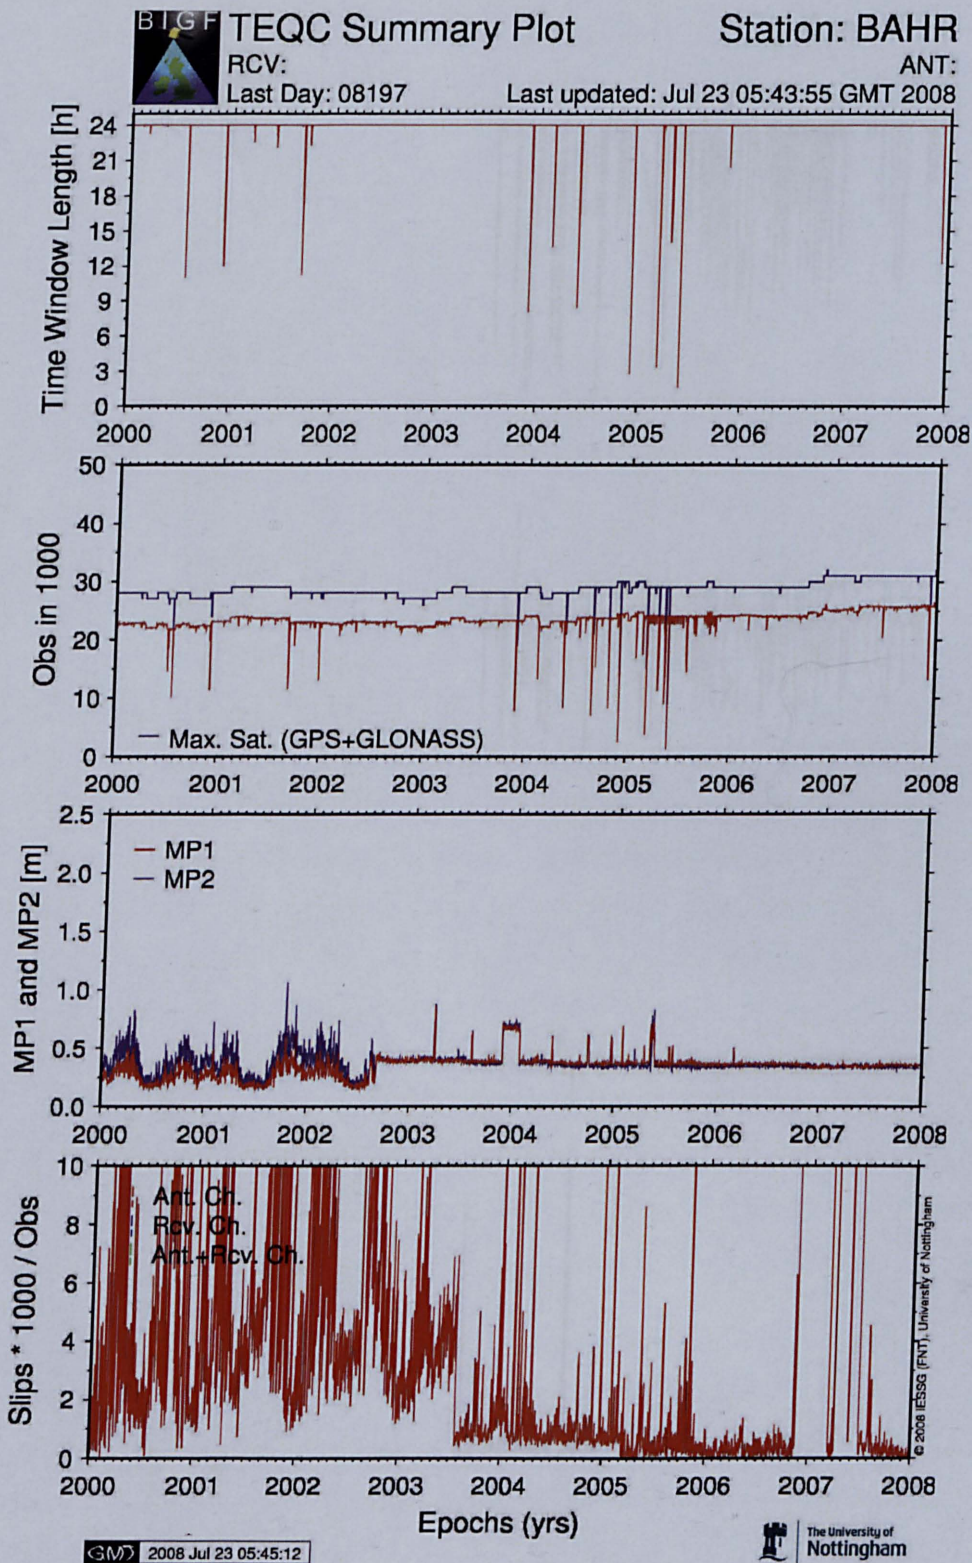 BIGF
TEQC Summary Plot
Station: BAHR
RCV:
ANT:
Last Day: 08197
Last updated: Jul 23 05:43:55 GMT 2008
Time Window Length [h]
24
21
18
15
12
9
6
3
0
2000 2001 2002 2003 2004 2005 2006 2007 2008
Obs in 1000
50
40
30
20
10
0
Max. Sat. (GPS+GLONASS)
2000 2001 2002 2003 2004 2005 2006 2007 2008
MP1 and MP2 [m]
2.5
2.0
1.5
1.0
0.5
0.0
MP1
MP2
2000 2001 2002 2003 2004 2005 2006 2007 2008
Slips * 1000 / Obs
10
8
6
4
2
0
Ant. Ch.
Rcv. Ch.
Ant.+Rcv. Ch.
© 2008 IESSG (FNT), University of Nottingham
2000 2001 2002 2003 2004 2005 2006 2007 2008
Epochs (yrs)
GMT 2008 Jul 23 05:45:12
The University of
Nottingham